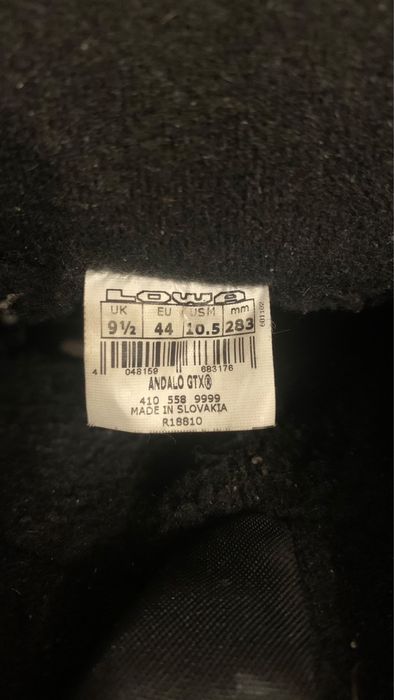 LOWA
UK EU USM mm
9½ 44 10.5 283
4 048159 683176
ANDALO GTX®
410 558 9999
MADE IN SLOVAKIA
R18810